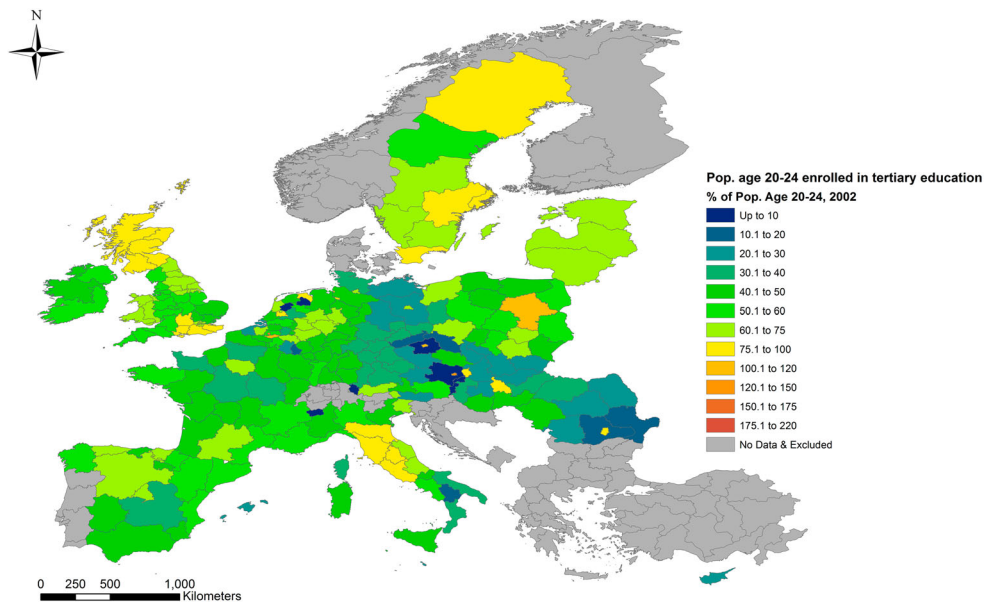 N
Pop. age 20-24 enrolled in tertiary education
% of Pop. Age 20-24, 2002
Up to 10
10.1 to 20
20.1 to 30
30.1 to 40
40.1 to 50
50.1 to 60
60.1 to 75
75.1 to 100
100.1 to 120
120.1 to 150
150.1 to 175
175.1 to 220
No Data & Excluded
0 250 500 1,000
Kilometers